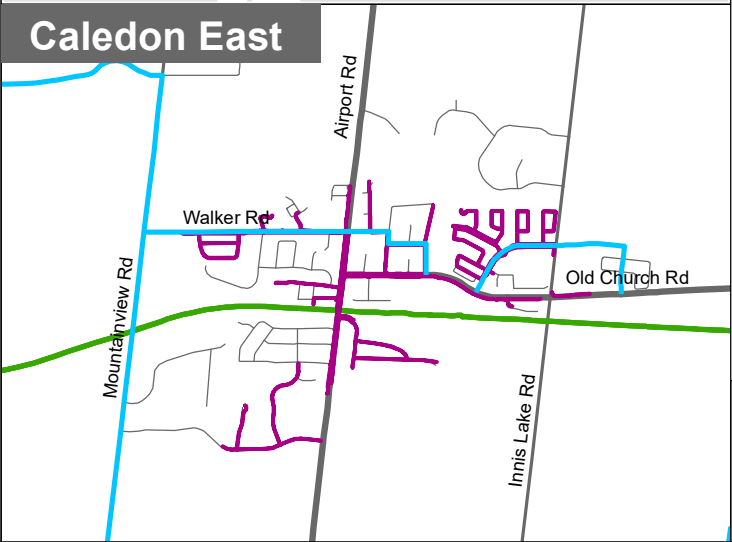 Caledon East
Airport Rd
Walker Rd
Old Church Rd
Mountainview Rd
Innis Lake Rd